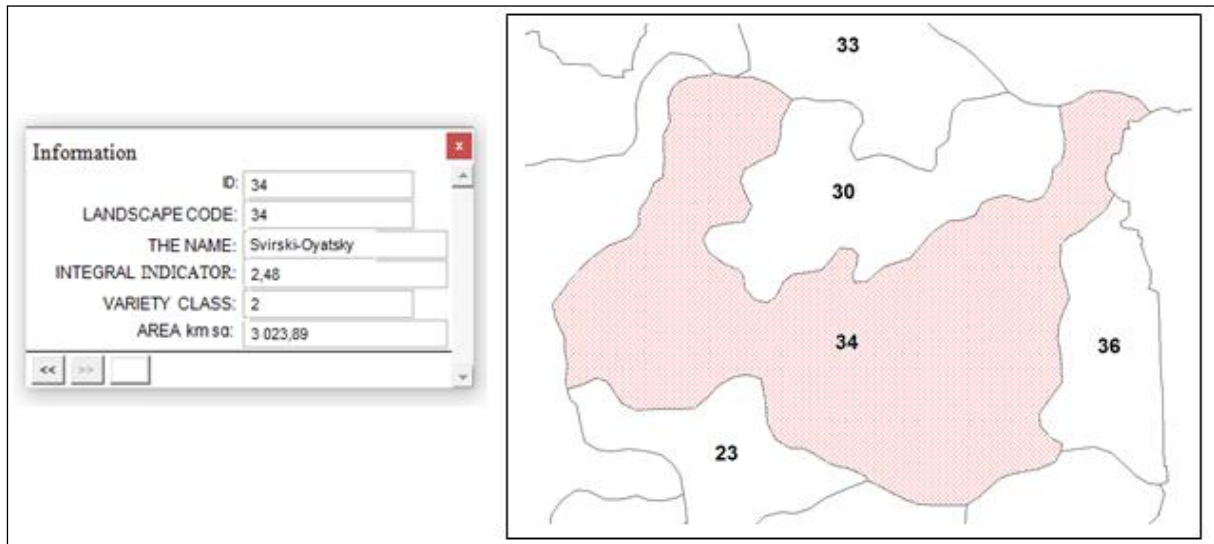 Information
x
ID: 34
LANDSCAPE CODE: 34
THE NAME: Svirski-Oyatsky
INTEGRAL INDICATOR: 2,48
VARIETY CLASS: 2
AREA km sq: 3 023,89
<< >>
33
30
34
36
23